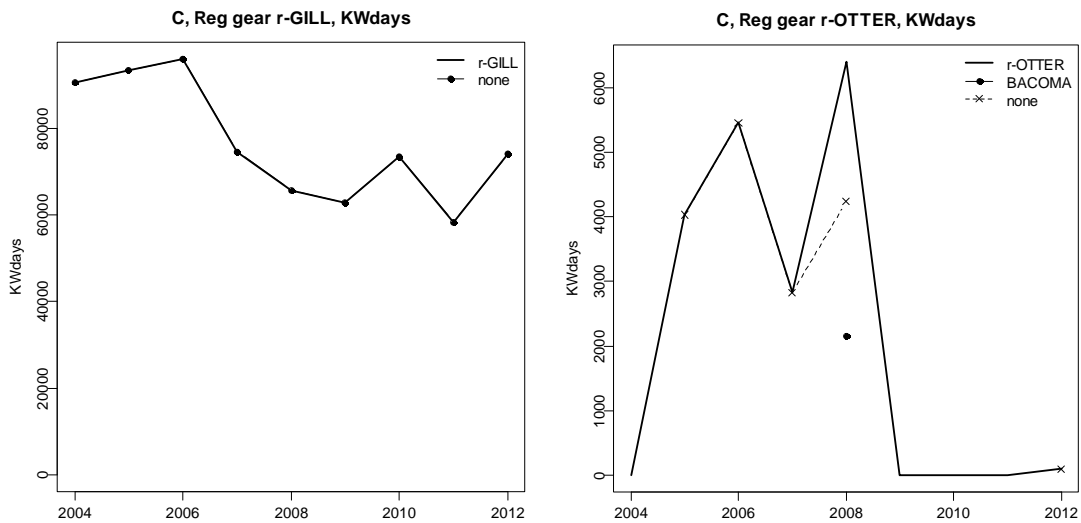 C, Reg gear r-GILL, KWdays
KWdays
80000
60000
40000
20000
0
r-GILL
none
2004 2006 2008 2010 2012
C, Reg gear r-OTTER, KWdays
KWdays
6000
5000
4000
3000
2000
1000
0
r-OTTER
BACOMA
none
2004 2006 2008 2010 2012